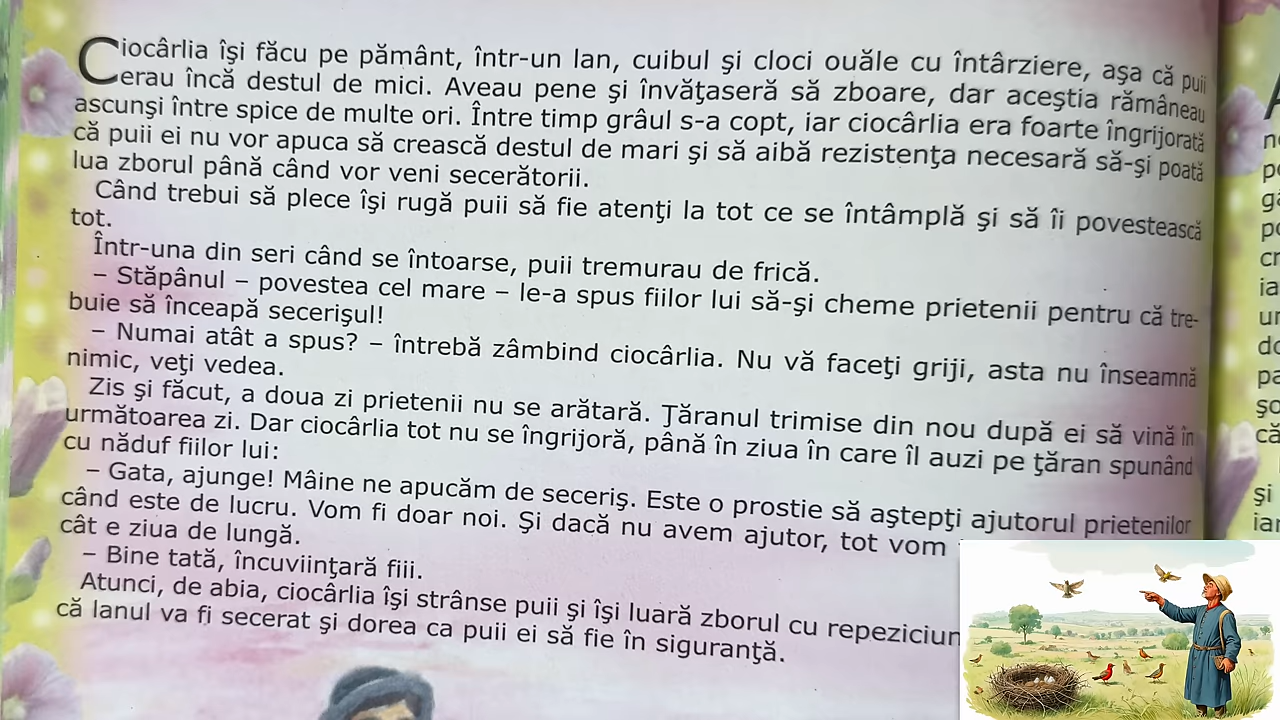 Ciocârlia îşi făcu pe pământ, într-un lan, cuibul şi cloci ouăle cu întârziere, aşa că puii
erau încă destul de mici. Aveau pene şi învăţaseră să zboare, dar aceştia rămâneau
ascunşi între spice de multe ori. Între timp grâul s-a copt, iar ciocârlia era foarte îngrijorată
că puii ei nu vor apuca să crească destul de mari şi să aibă rezistenţa necesară să-şi poată
lua zborul până când vor veni secerătorii.
Când trebui să plece îşi rugă puii să fie atenţi la tot ce se întâmplă şi să îi povestească
tot.
Într-una din seri când se întoarse, puii tremurau de frică.
– Stăpânul – povestea cel mare – le-a spus fiilor lui să-şi cheme prietenii pentru că tre-
buie să înceapă secerişul!
– Numai atât a spus? – întrebă zâmbind ciocârlia. Nu vă faceţi griji, asta nu înseamnă
nimic, veţi vedea.
Zis şi făcut, a doua zi prietenii nu se arătară. Ţăranul trimise din nou după ei să vină în
următoarea zi. Dar ciocârlia tot nu se îngrijoră, până în ziua în care îl auzi pe ţăran spunând
cu năduf fiilor lui:
– Gata, ajunge! Mâine ne apucăm de seceriş. Este o prostie să aştepţi ajutorul prietenilor
când este de lucru. Vom fi doar noi. Şi dacă nu avem ajutor, tot vom
cât e ziua de lungă.
– Bine tată, încuviinţară fiii.
Atunci, de abia, ciocârlia îşi strânse puii şi îşi luară zborul cu
că lanul va fi secerat şi dorea ca puii ei să fie în siguranţă.